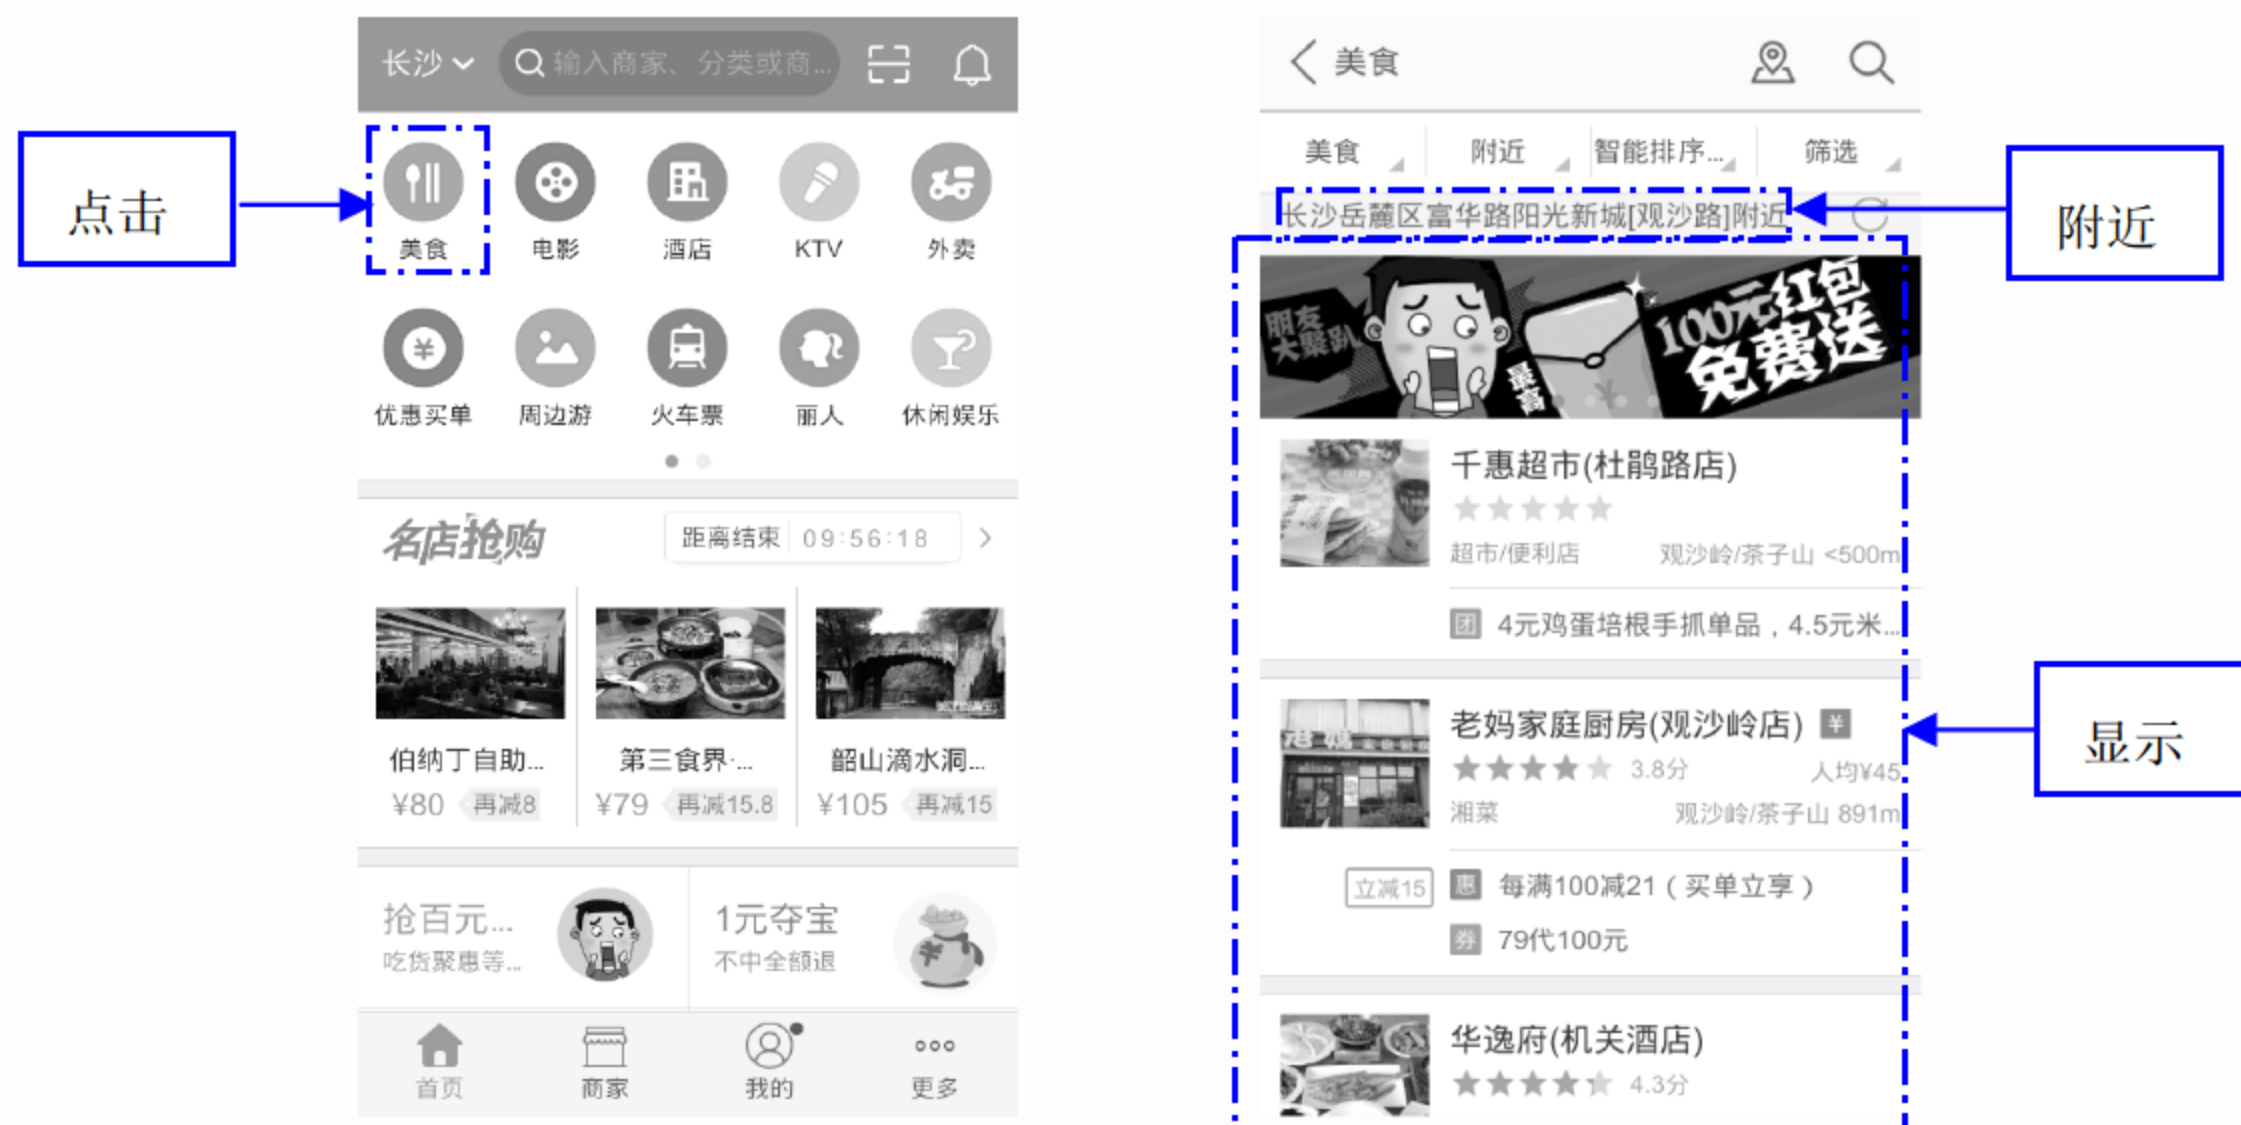 点击
长沙
输入商家、分类或商...
美食
电影
酒店
KTV
外卖
优惠买单
周边游
火车票
丽人
休闲娱乐
名店抢购
距离结束
09:56:18
伯纳丁自助...
第三食界·...
韶山滴水洞...
¥80
再减8
¥79
再减15.8
¥105
再减15
抢百元...
吃货聚惠等...
1元夺宝
不中全额退
首页
商家
我的
更多
美食
美食
附近
智能排序...
筛选
长沙岳麓区富华路阳光新城[观沙路]附近
附近
朋友
大聚趴
最高
100元红包
免费送
千惠超市(杜鹃路店)
超市/便利店
观沙岭/茶子山 <500m
团
4元鸡蛋培根手抓单品，4.5元米...
老妈家庭厨房(观沙岭店)
¥
3.8分
人均¥45
湘菜
观沙岭/茶子山 891m
显示
立减15
惠
每满100减21（买单立享）
券
79代100元
华逸府(机关酒店)
4.3分